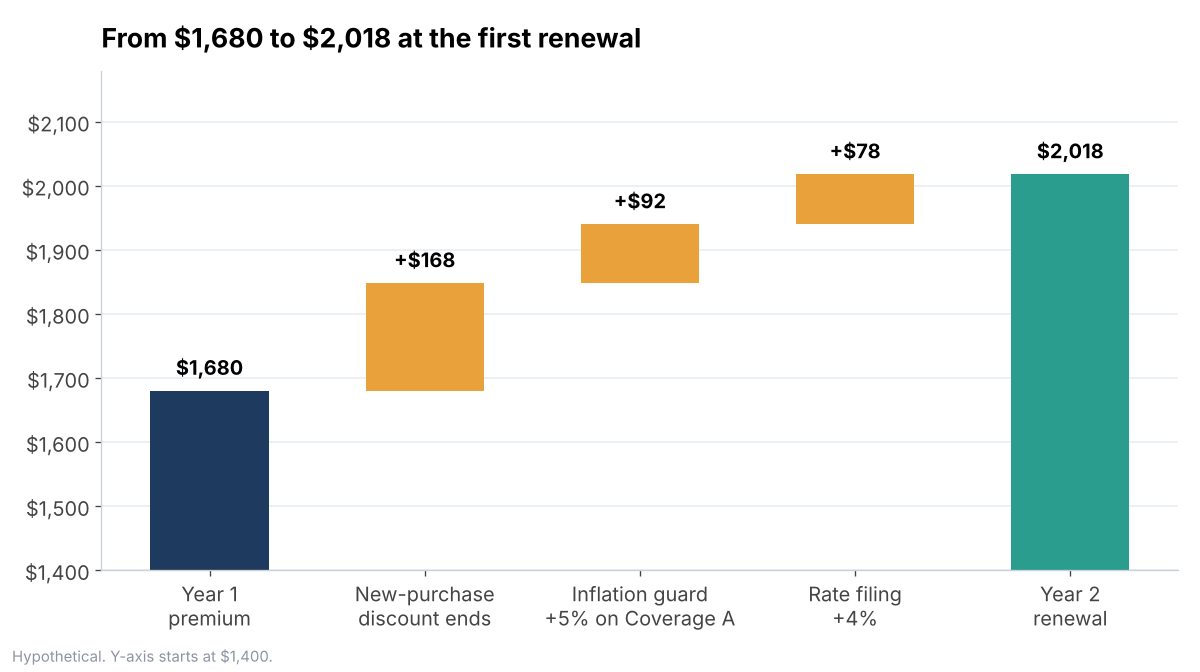 From $1,680 to $2,018 at the first renewal
$2,100
$2,000
$1,900
$1,800
$1,700
$1,600
$1,500
$1,400
$1,680
+$168
+$92
+$78
$2,018
Year 1
premium
New-purchase
discount ends
Inflation guard
+5% on Coverage A
Rate filing
+4%
Year 2
renewal
Hypothetical. Y-axis starts at $1,400.